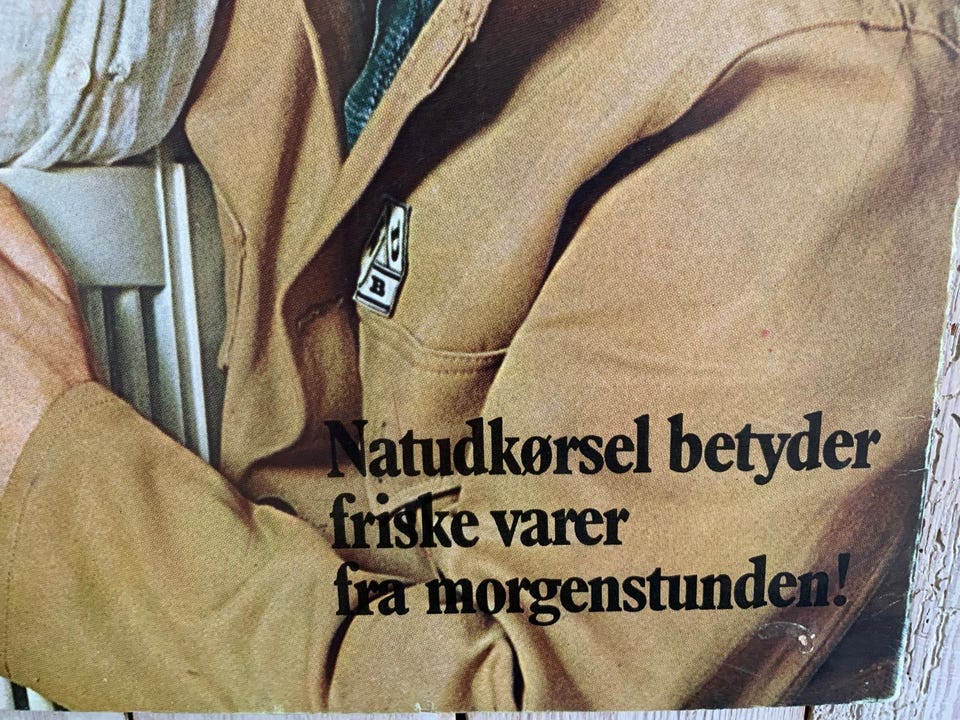 U
B
Natudkørsel betyder
friske varer
fra morgenstunden!